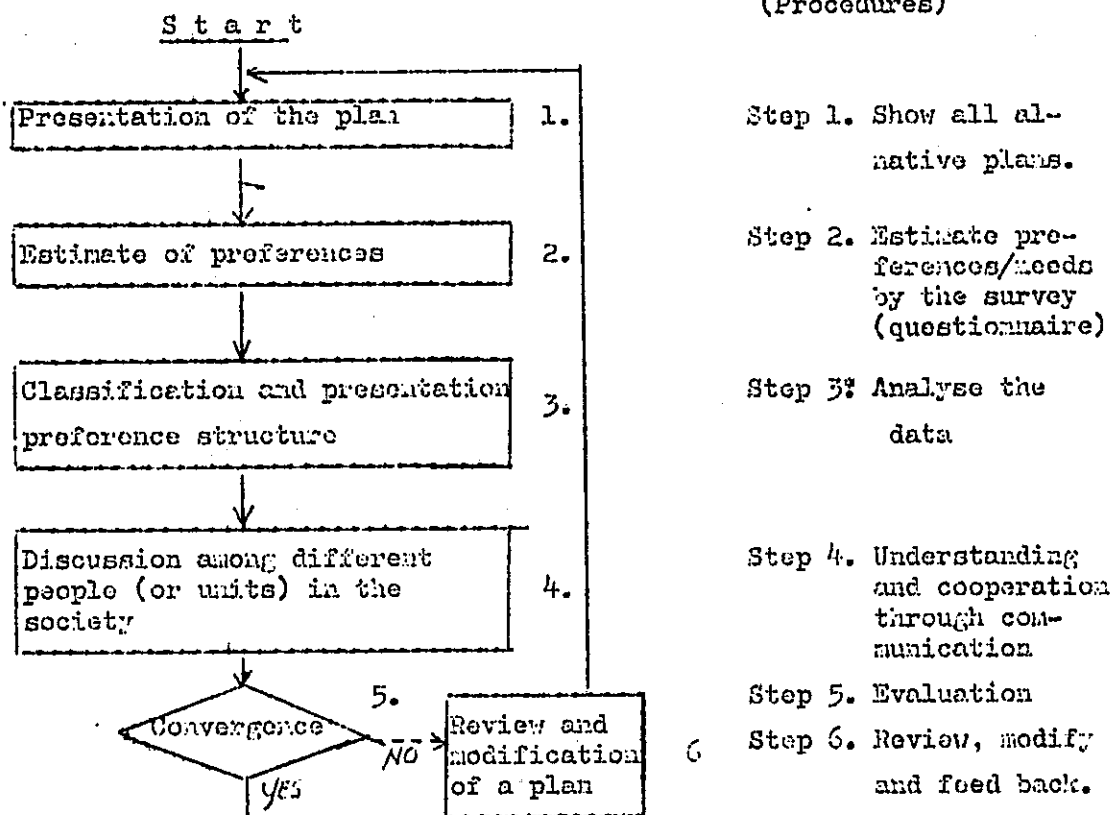 (Procedures)
Start
Presentation of the plan 1.
Step 1. Show all al-
native plans.
Estimate of preferences 2.
Step 2. Estimate pre-
ferences/needs
by the survey
(questionnaire)
Classification and presentation
preference structure 3.
Step 3: Analyse the
data
Discussion among different
people (or units) in the
society 4.
Step 4. Understanding
and cooperation
through com-
munication
Convergence 5.
NO
YES
Review and
modification
of a plan 6
Step 5. Evaluation
Step 6. Review, modify
and feed back.